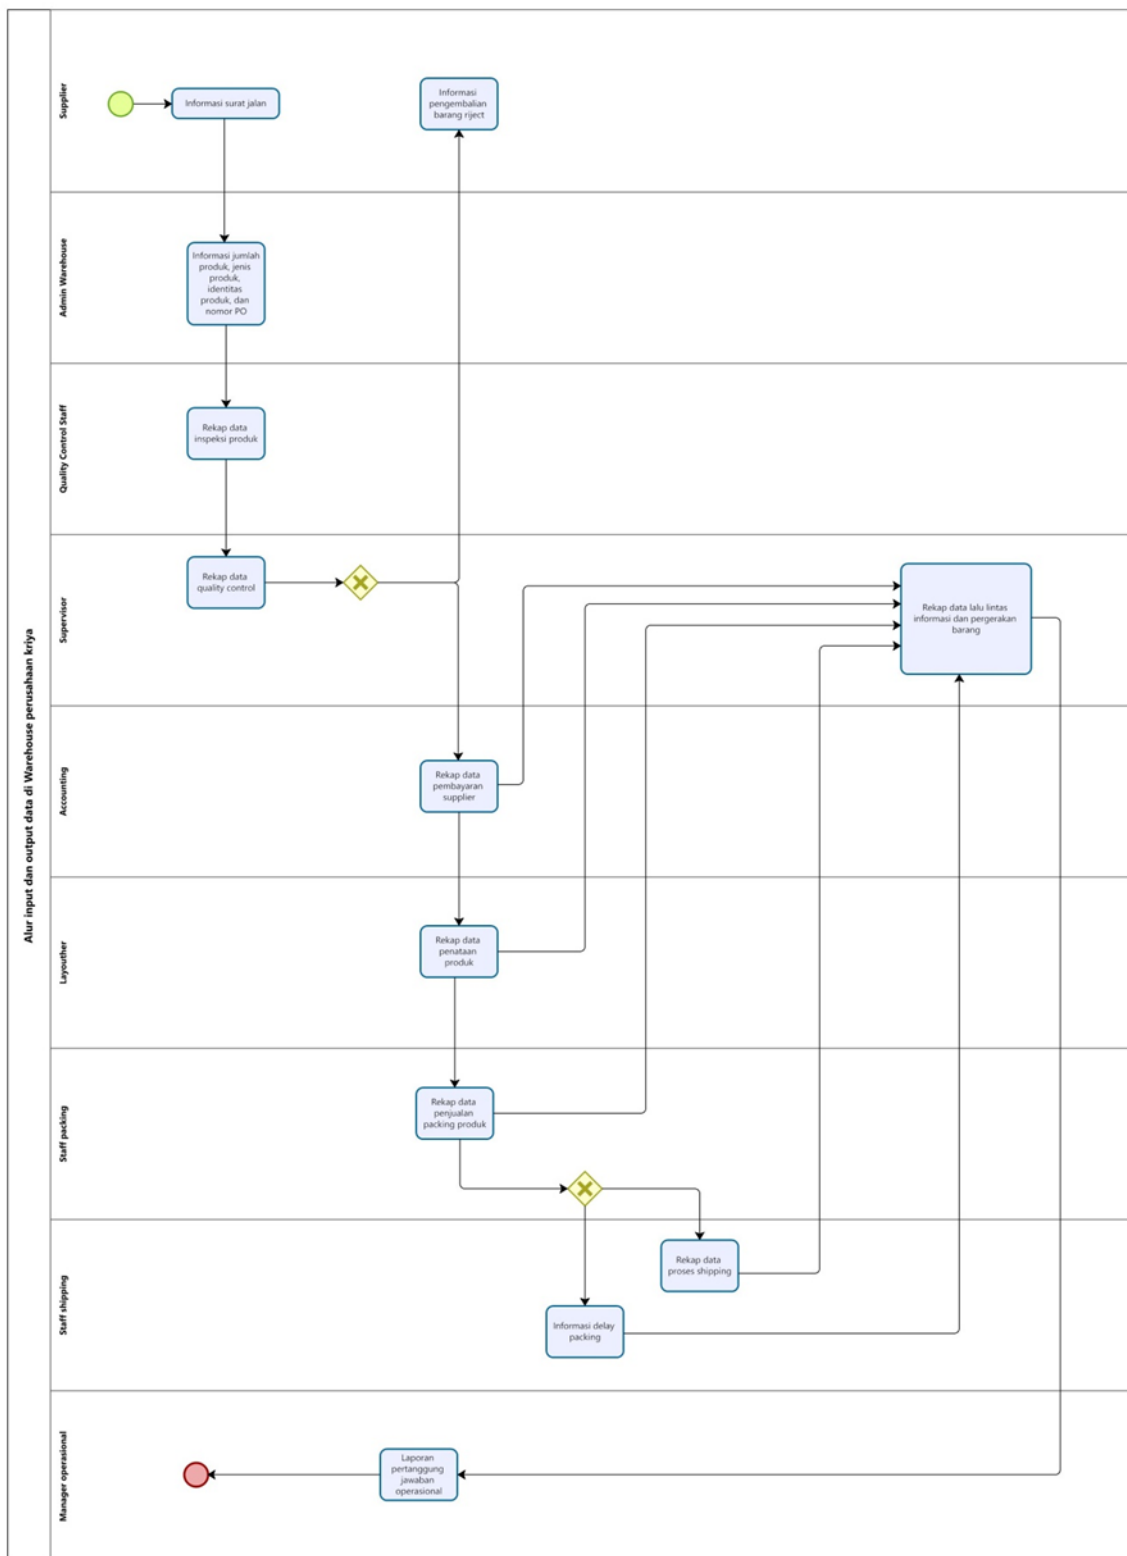 Alur input dan output data di Warehouse perusahaan kriya
Supplier
Informasi surat jalan
Informasi
pengembalian
barang riject
Admin Warehouse
Informasi jumlah
produk, jenis
produk,
identitas
produk, dan
nomor PO
Quality Control Staff
Rekap data
inspeksi produk
Supervisor
Rekap data
quality control
Rekap data lalu lintas
informasi dan pergerakan
barang
Accounting
Rekap data
pembayaran
supplier
Layouther
Rekap data
penataan
produk
Staff packing
Rekap data
penjualan
packing produk
Staff shipping
Rekap data
proses shipping
Informasi delay
packing
Manager operasional
Laporan
pertanggung
jawaban
operasional